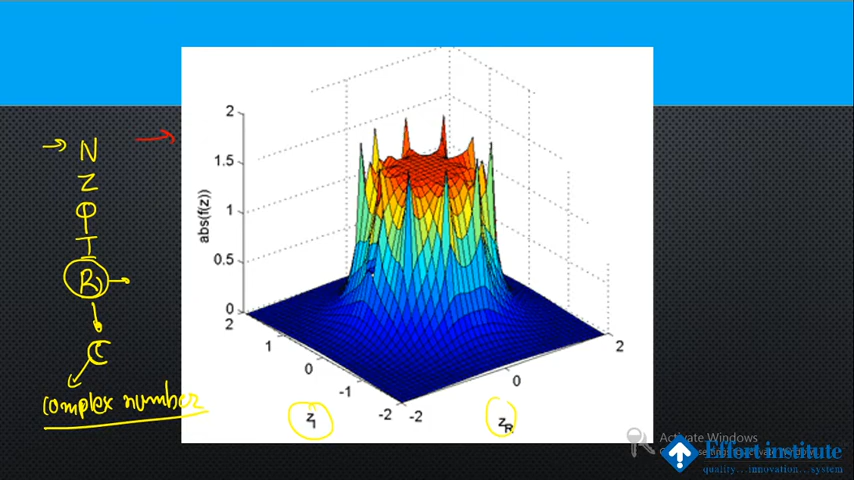 N
Z
Q
I
R
C
complex number
abs(f(z))
2
1.5
1
0.5
0
2
1
0
-1
-2
-2
0
2
z_I
z_R
Activate Windows
Effort institute
quality...innovation...system